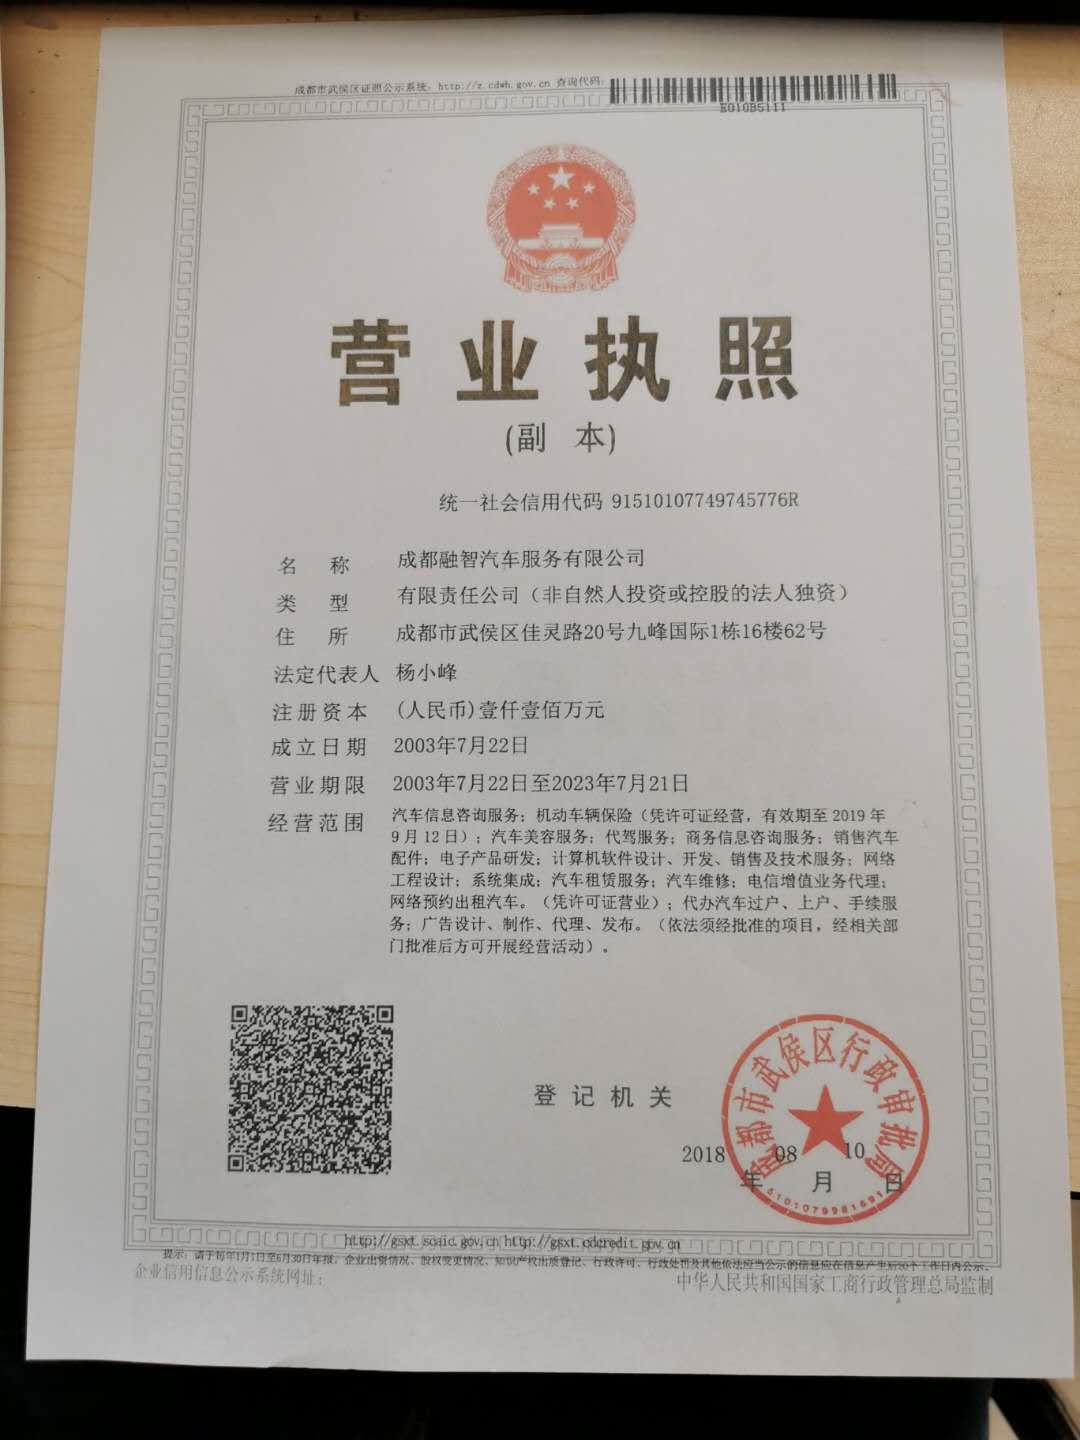 成都市武侯区证照公示系统：http://z.cdwh.gov.cn 查询代码：
E010B5111
营业执照
(副 本)
统一社会信用代码 91510107749745776R
名 称 成都融智汽车服务有限公司
类 型 有限责任公司（非自然人投资或控股的法人独资）
住 所 成都市武侯区佳灵路20号九峰国际1栋16楼62号
法定代表人 杨小峰
注册资本 (人民币)壹仟壹佰万元
成立日期 2003年7月22日
营业期限 2003年7月22日至2023年7月21日
经营范围 汽车信息咨询服务；机动车辆保险（凭许可证经营，有效期至 2019 年
9 月 12 日）；汽车美容服务；代驾服务；商务信息咨询服务；销售汽车
配件；电子产品研发；计算机软件设计、开发、销售及技术服务；网络
工程设计；系统集成；汽车租赁服务；汽车维修；电信增值业务代理；
网络预约出租汽车。（凭许可证营业）；代办汽车过户、上户、手续服
务；广告设计、制作、代理、发布。（依法须经批准的项目，经相关部
门批准后方可开展经营活动）。
成都市武侯区行政审批局
登记机关
2018 年 08 月 10 日
http://gsxt.scaic.gov.cn http://gsxt.cdcredit.gov.cn
提示：请于每年1月1日至6月30日年报。企业出资情况、股权变更情况、知识产权出质登记、行政许可、行政处罚及其他依法应当公示的信息应在信息产生后20个工作日内公示。
企业信用信息公示系统网址：
中华人民共和国国家工商行政管理总局监制